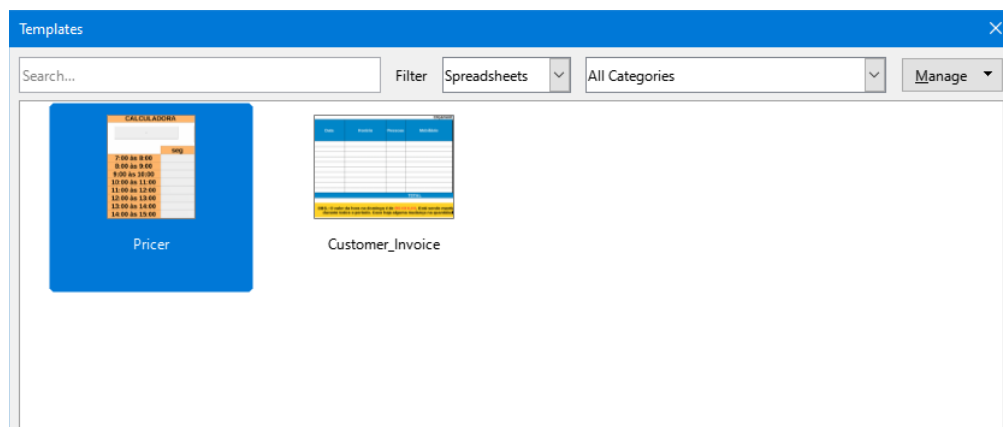 Templates
Search...
Filter
Spreadsheets
All Categories
Manage
CALCULADORA
seg
7:00 às 8:00
8:00 às 9:00
9:00 às 10:00
10:00 às 11:00
11:00 às 12:00
12:00 às 13:00
13:00 às 14:00
14:00 às 15:00
TOTAL
Pricer
Customer_Invoice